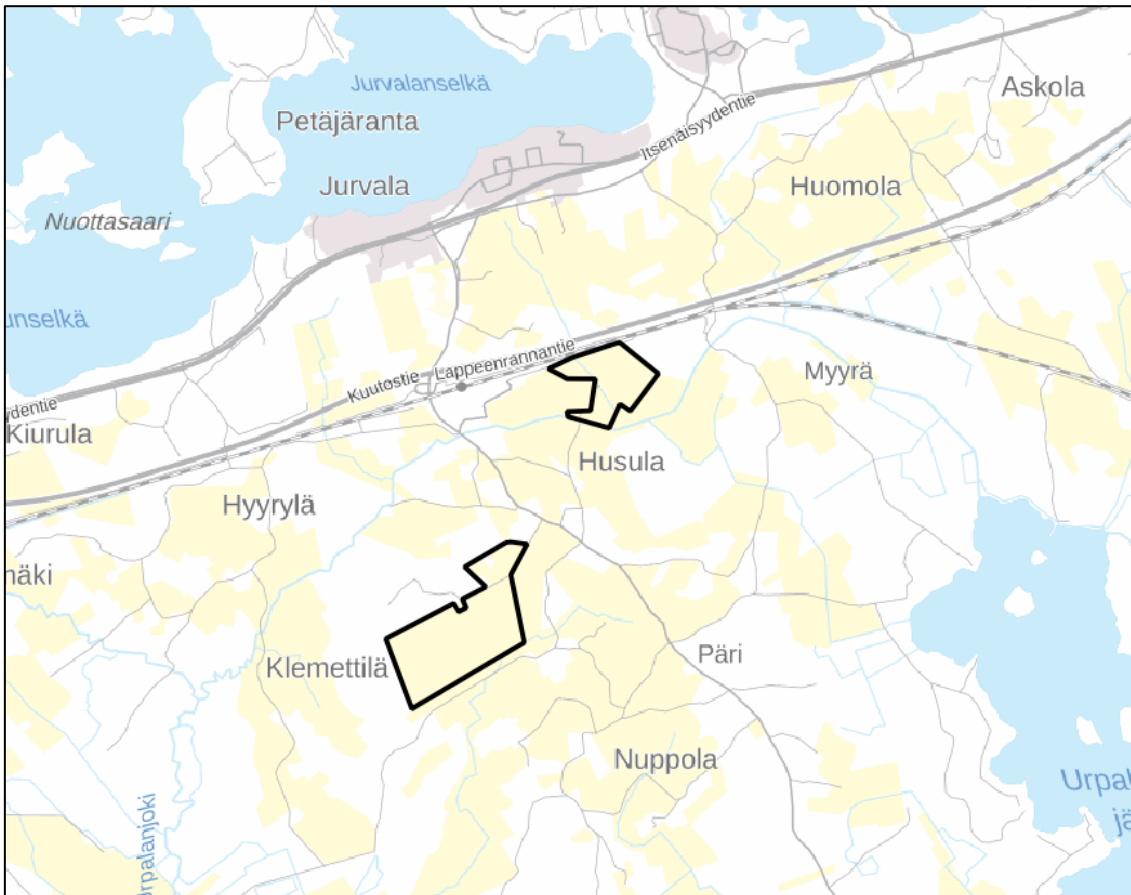 Jurvalanselkä
Askola
Petäjäranta
Itsenäisyydentie
Jurvala
Huomola
Nuottasaari
unselkä
Kuutostie
Lappeenrannantie
Myyrä
ydentie
Kiurula
Husula
Hyyrylä
näki
Klemettilä
Päri
Nuppola
Urpal
jä
Urpalanjoki